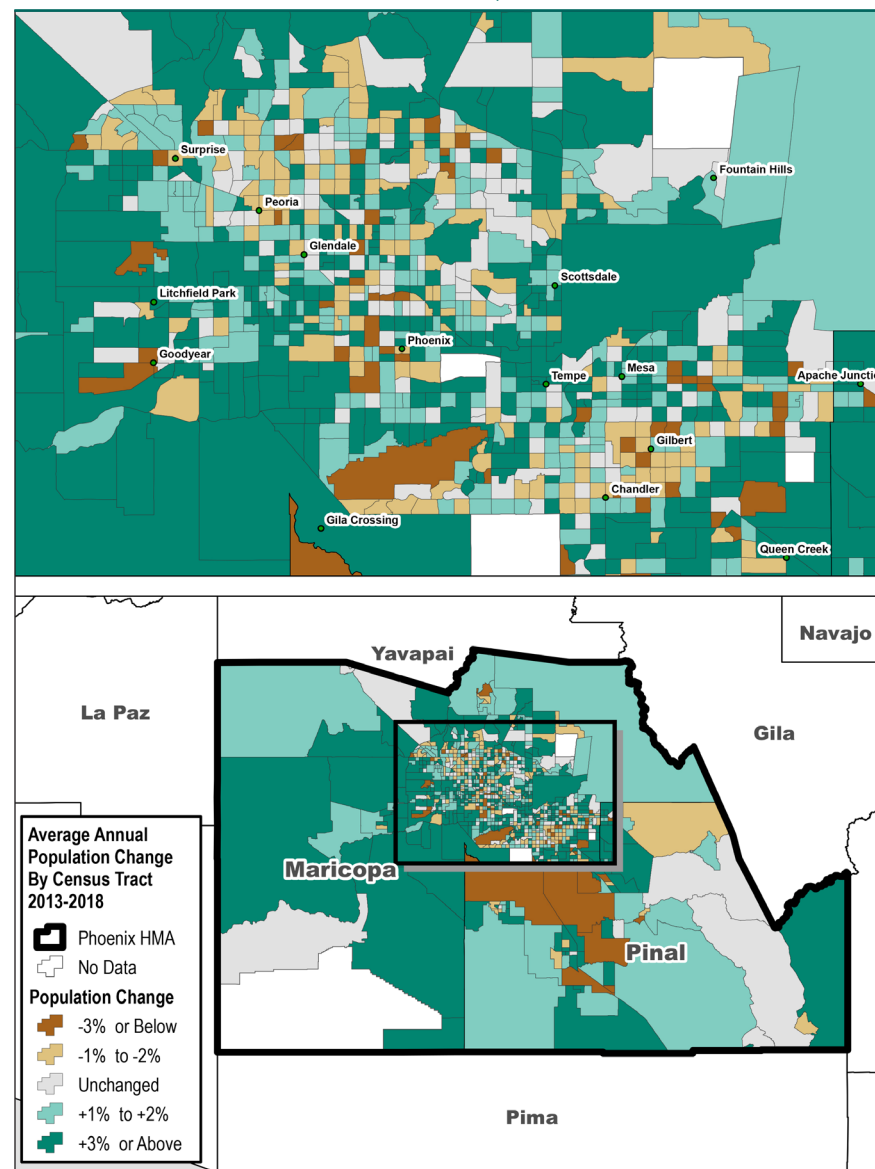 Surprise
Fountain Hills
Peoria
Glendale
Scottsdale
Litchfield Park
Phoenix
Goodyear
Tempe
Mesa
Apache Junctio
Gilbert
Chandler
Gila Crossing
Queen Creek
Navajo
Yavapai
La Paz
Gila
Maricopa
Pinal
Pima
Average Annual
Population Change
By Census Tract
2013-2018
Phoenix HMA
No Data
Population Change
-3% or Below
-1% to -2%
Unchanged
+1% to +2%
+3% or Above